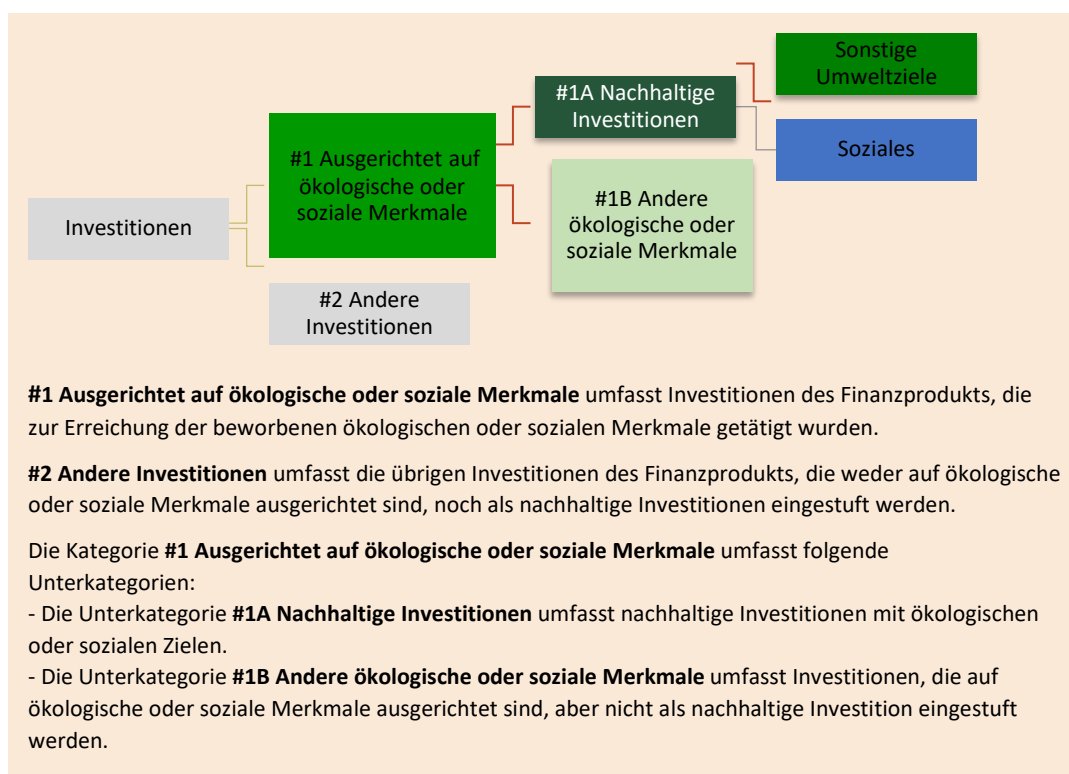 Sonstige
Umweltziele
#1A Nachhaltige
Investitionen
Soziales
#1 Ausgerichtet auf
ökologische oder
soziale Merkmale
#1B Andere
ökologische oder
soziale Merkmale
Investitionen
#2 Andere
Investitionen
#1 Ausgerichtet auf ökologische oder soziale Merkmale umfasst Investitionen des Finanzprodukts, die
zur Erreichung der beworbenen ökologischen oder sozialen Merkmale getätigt wurden.
#2 Andere Investitionen umfasst die übrigen Investitionen des Finanzprodukts, die weder auf ökologische
oder soziale Merkmale ausgerichtet sind, noch als nachhaltige Investitionen eingestuft werden.
Die Kategorie #1 Ausgerichtet auf ökologische oder soziale Merkmale umfasst folgende
Unterkategorien:
- Die Unterkategorie #1A Nachhaltige Investitionen umfasst nachhaltige Investitionen mit ökologischen
oder sozialen Zielen.
- Die Unterkategorie #1B Andere ökologische oder soziale Merkmale umfasst Investitionen, die auf
ökologische oder soziale Merkmale ausgerichtet sind, aber nicht als nachhaltige Investition eingestuft
werden.